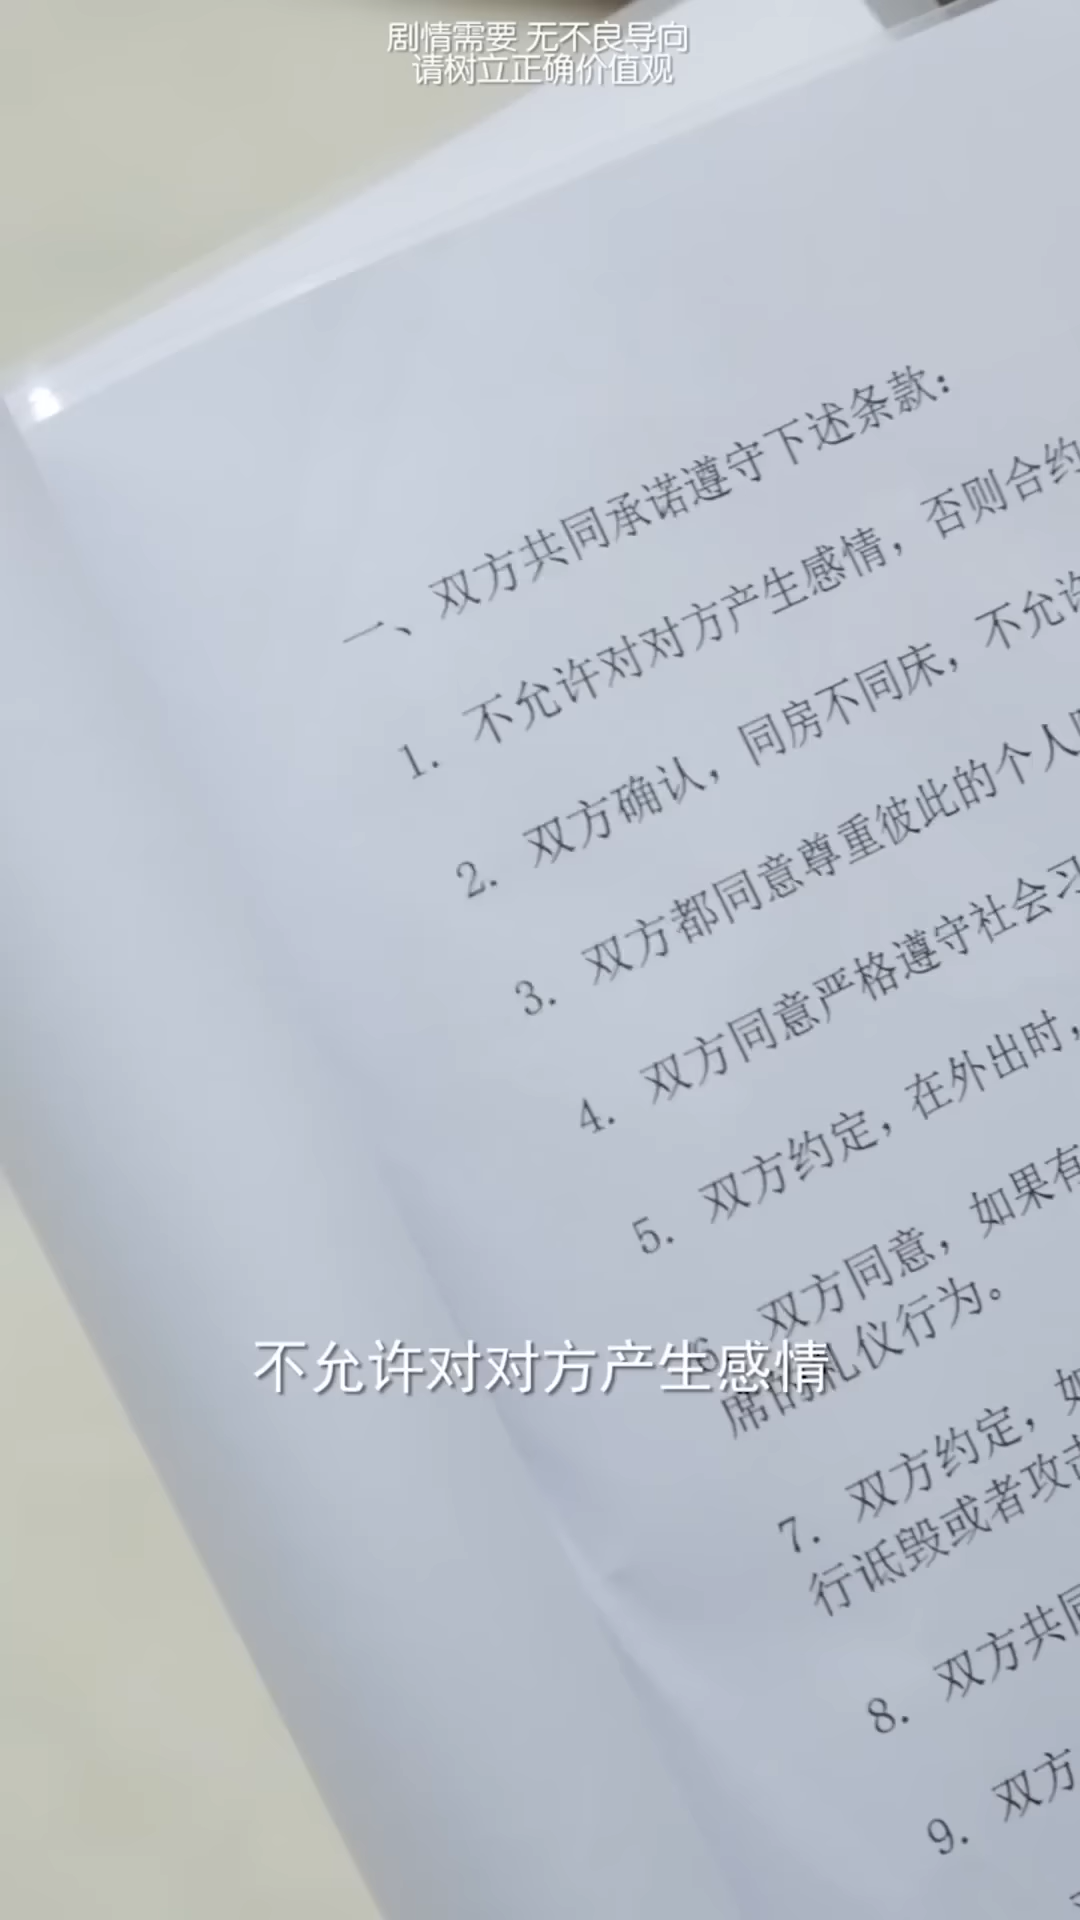 剧情需要 无不良导向
请树立正确价值观
一、双方共同承诺遵守下述条款：
1. 不允许对对方产生感情，否则合约
2. 双方确认，同房不同床，不允许
3. 双方都同意尊重彼此的个人
4. 双方同意严格遵守社会习
5. 双方约定，在外出时，
6. 双方同意，如果有
席的礼仪行为。
不允许对对方产生感情
7. 双方约定，如
行诋毁或者攻击
8. 双方共同
9. 双方